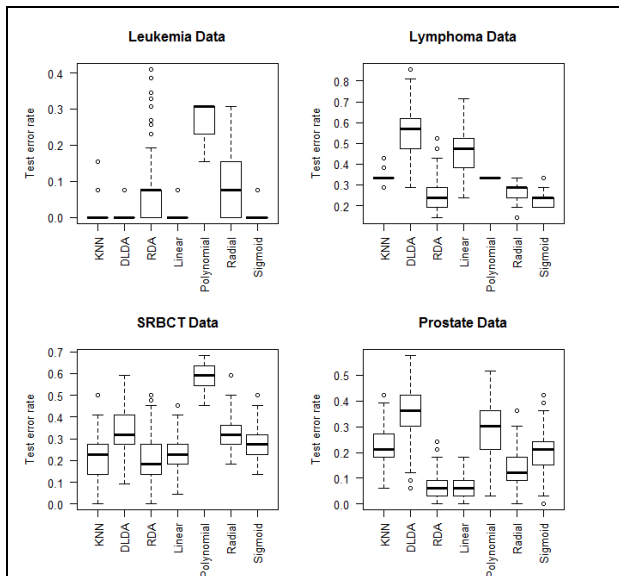 Leukemia Data
Test error rate
0.4
0.3
0.2
0.1
0.0
KNN
DLDA
RDA
Linear
Polynomial
Radial
Sigmoid
Lymphoma Data
Test error rate
0.8
0.7
0.6
0.5
0.4
0.3
0.2
KNN
DLDA
RDA
Linear
Polynomial
Radial
Sigmoid
SRBCT Data
Test error rate
0.7
0.6
0.5
0.4
0.3
0.2
0.1
0.0
KNN
DLDA
RDA
Linear
Polynomial
Radial
Sigmoid
Prostate Data
Test error rate
0.5
0.4
0.3
0.2
0.1
0.0
KNN
DLDA
RDA
Linear
Polynomial
Radial
Sigmoid